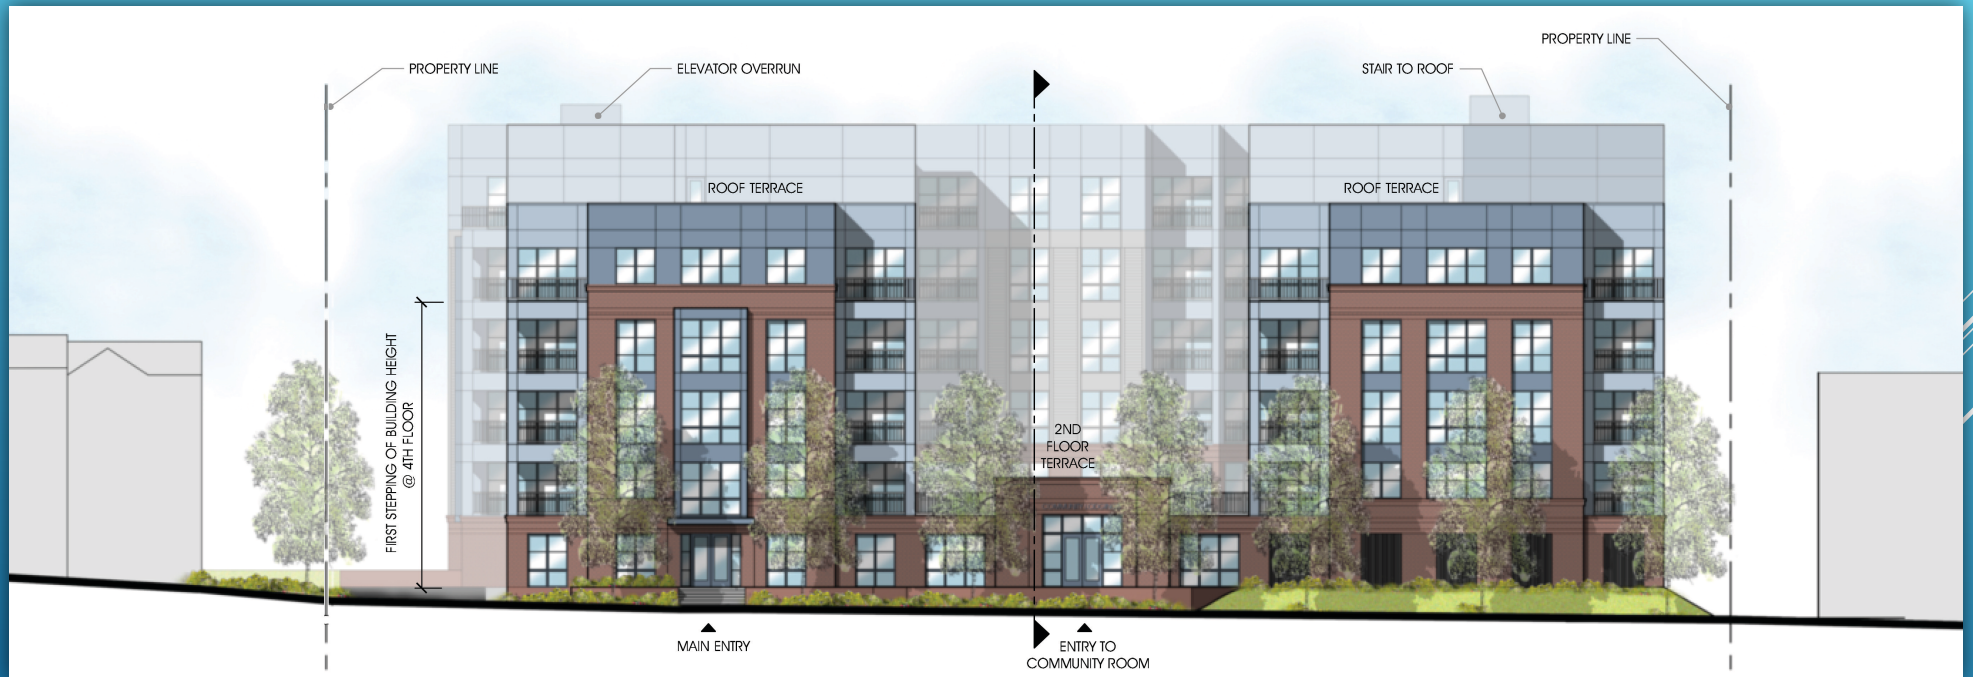 PROPERTY LINE
PROPERTY LINE
ELEVATOR OVERRUN
STAIR TO ROOF
ROOF TERRACE
ROOF TERRACE
FIRST STEPPING OF BUILDING HEIGHT
@ 4TH FLOOR
2ND
FLOOR
TERRACE
MAIN ENTRY
ENTRY TO
COMMUNITY ROOM